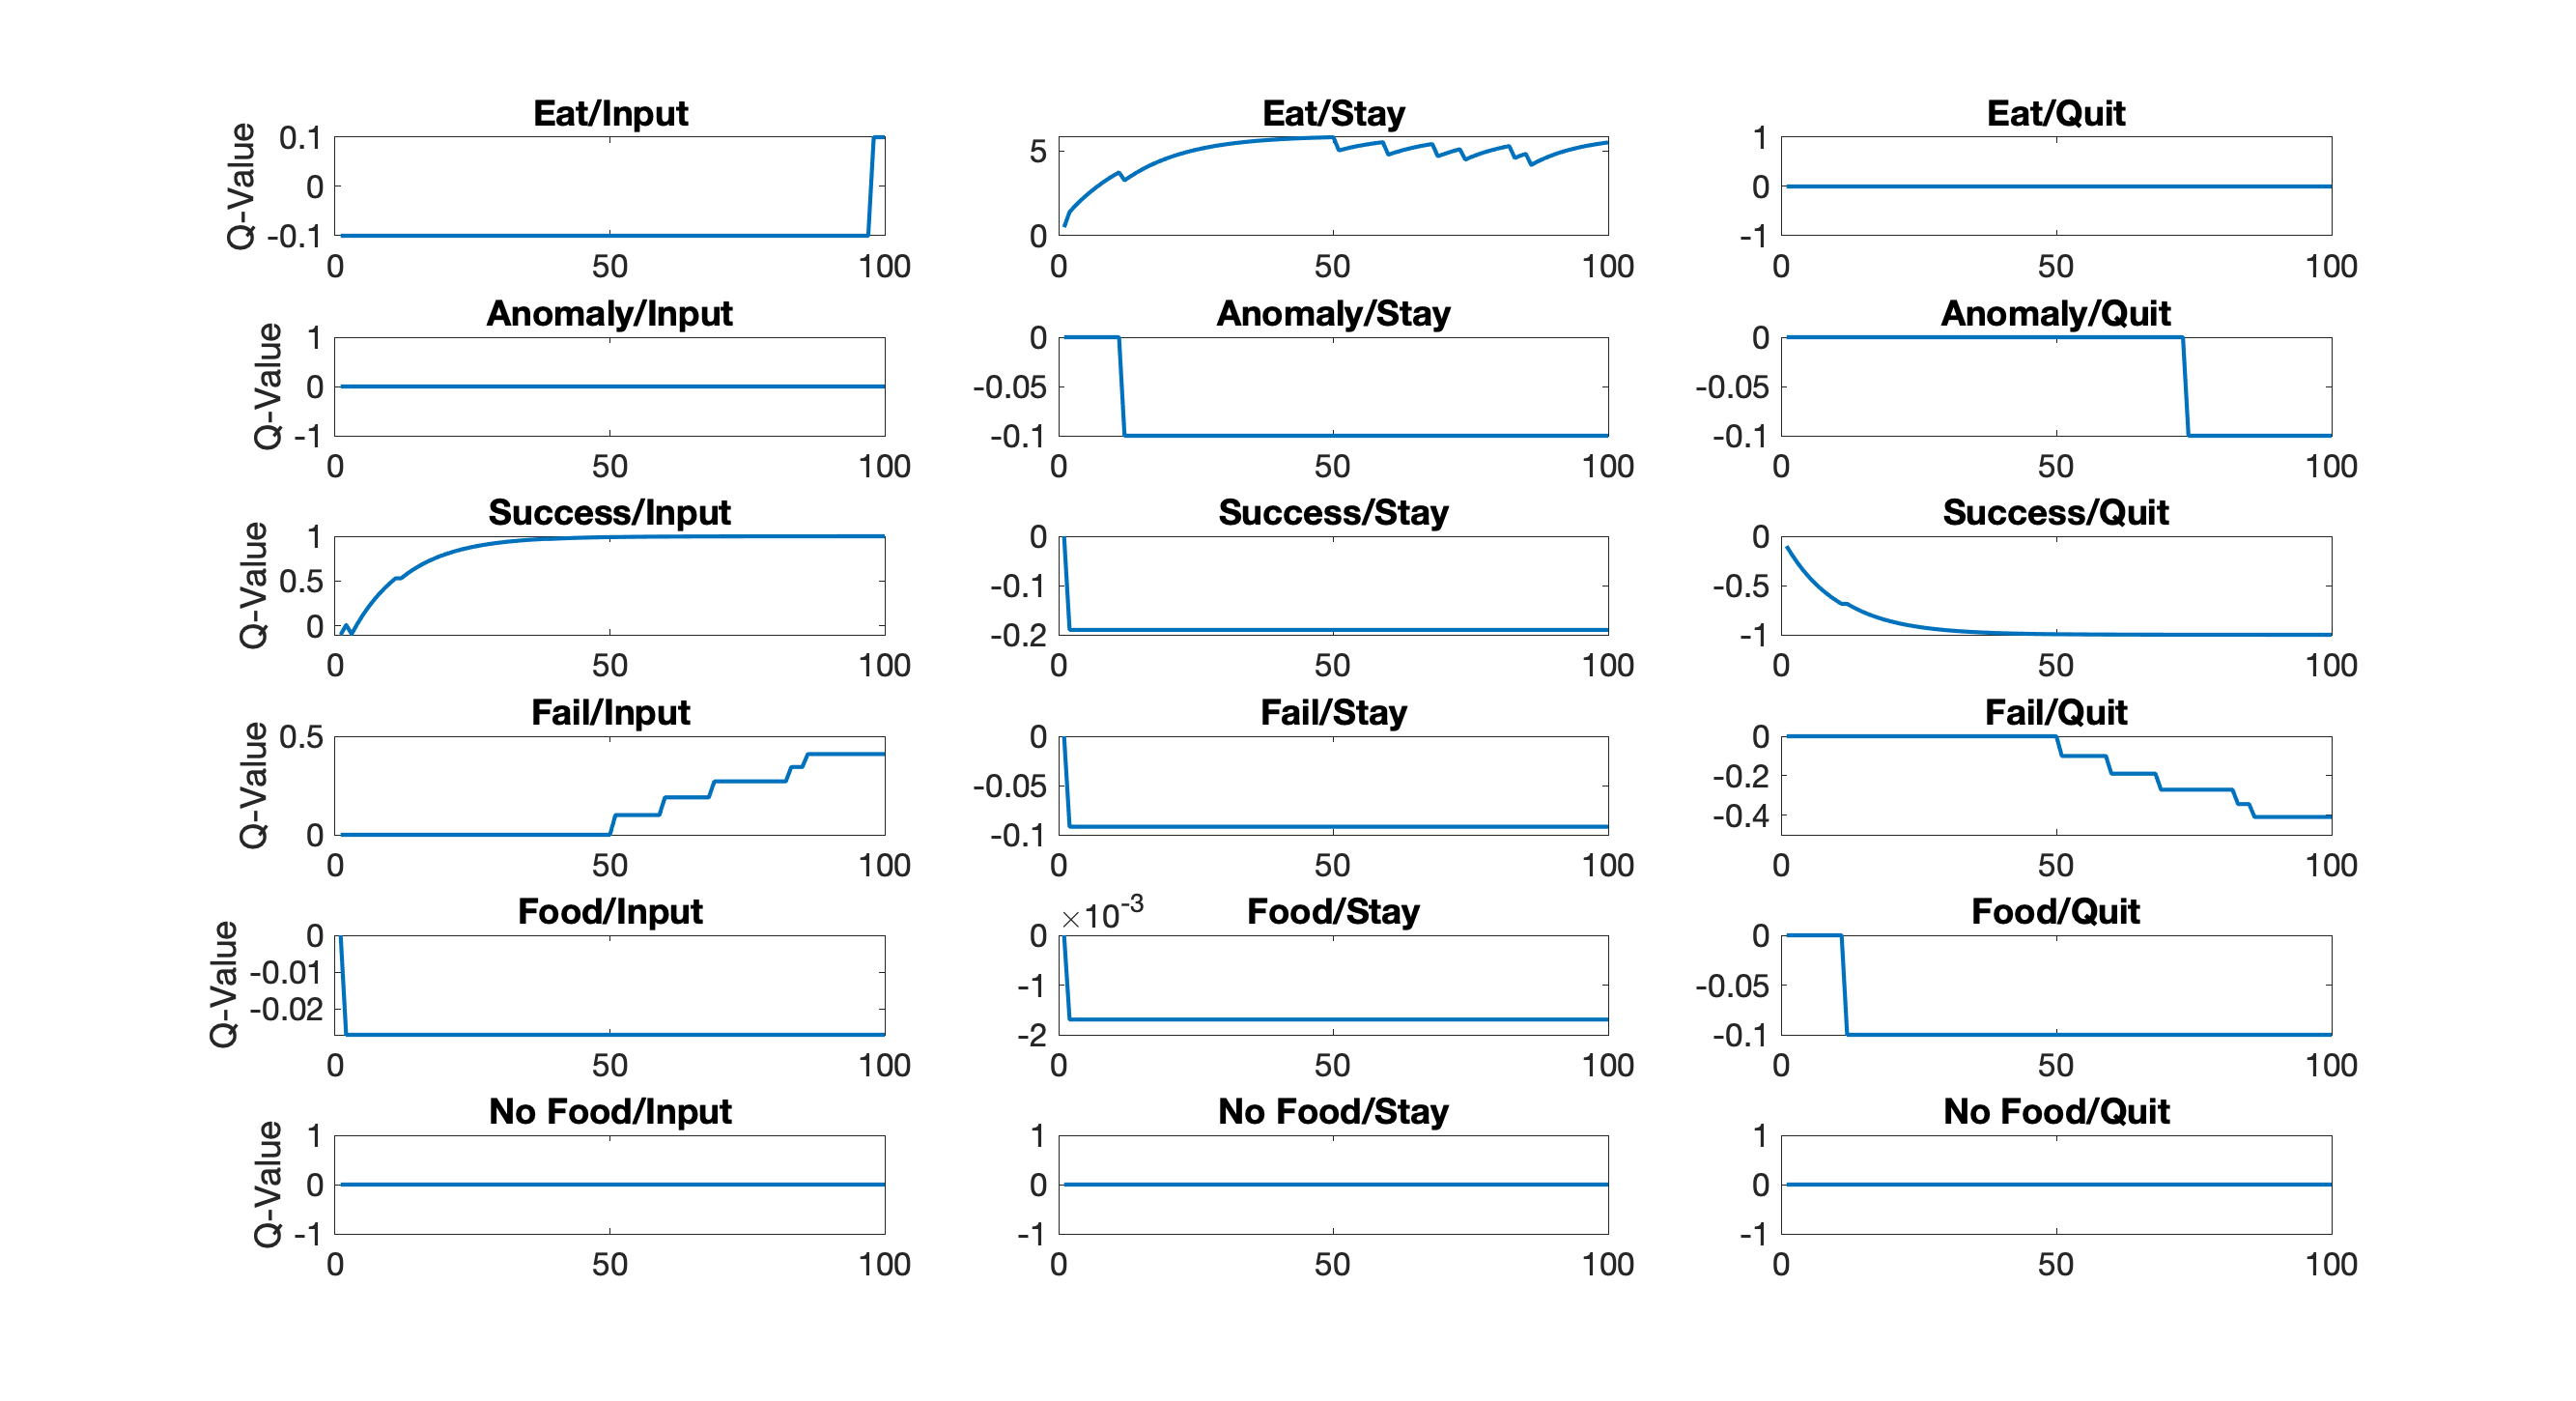 Eat/Input
Eat/Stay
Eat/Quit
Q-Value
0.1
0
-0.1
0 50 100
5
0
0 50 100
1
0
-1
0 50 100
Anomaly/Input
Anomaly/Stay
Anomaly/Quit
Q-Value
1
0
-1
0 50 100
0
-0.05
-0.1
0 50 100
0
-0.05
-0.1
0 50 100
Success/Input
Success/Stay
Success/Quit
Q-Value
1
0.5
0
0 50 100
0
-0.1
-0.2
0 50 100
0
-0.5
-1
0 50 100
Fail/Input
Fail/Stay
Fail/Quit
Q-Value
0.5
0
0 50 100
0
-0.05
-0.1
0 50 100
0
-0.2
-0.4
0 50 100
Food/Input
Food/Stay
Food/Quit
Q-Value
0
-0.01
-0.02
0 50 100
×10⁻³
0
-1
-2
0 50 100
0
-0.05
-0.1
0 50 100
No Food/Input
No Food/Stay
No Food/Quit
Q-Value
1
0
-1
0 50 100
1
0
-1
0 50 100
1
0
-1
0 50 100